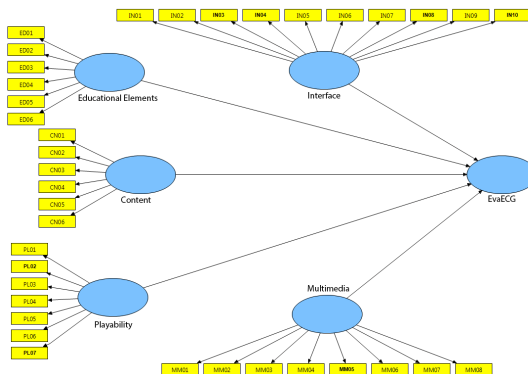 IN01 IN02 IN03 IN04 IN05 IN06 IN07 IN08 IN09 IN10
ED01
ED02
ED03
ED04
ED05
ED06
Educational Elements
Interface
CN01
CN02
CN03
CN04
CN05
CN06
Content
EvaECG
PL01
PL02
PL03
PL04
PL05
PL06
PL07
Playability
Multimedia
MM01 MM02 MM03 MM04 MM05 MM06 MM07 MM08